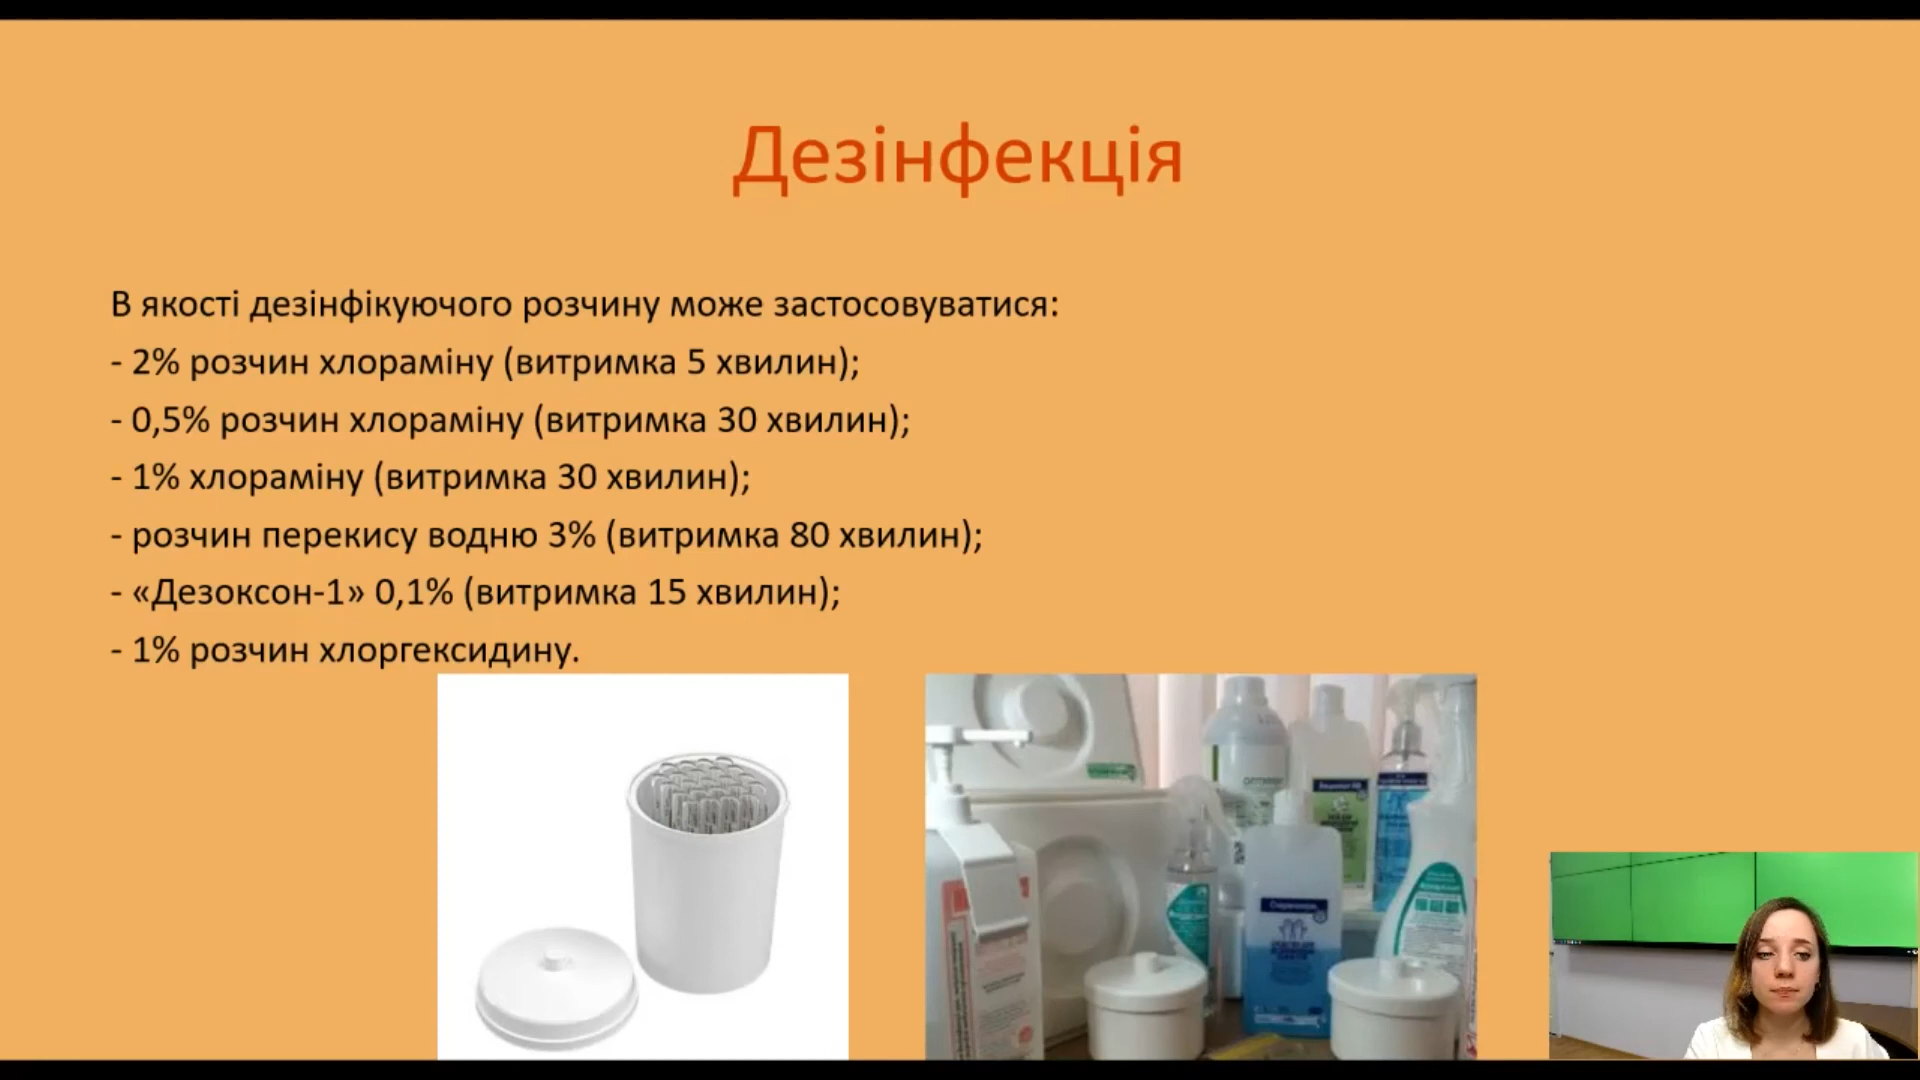 Дезінфекція
В якості дезінфікуючого розчину може застосовуватися:
- 2% розчин хлораміну (витримка 5 хвилин);
- 0,5% розчин хлораміну (витримка 30 хвилин);
- 1% хлораміну (витримка 30 хвилин);
- розчин перекису водню 3% (витримка 80 хвилин);
- «Дезоксон-1» 0,1% (витримка 15 хвилин);
- 1% розчин хлоргексидину.